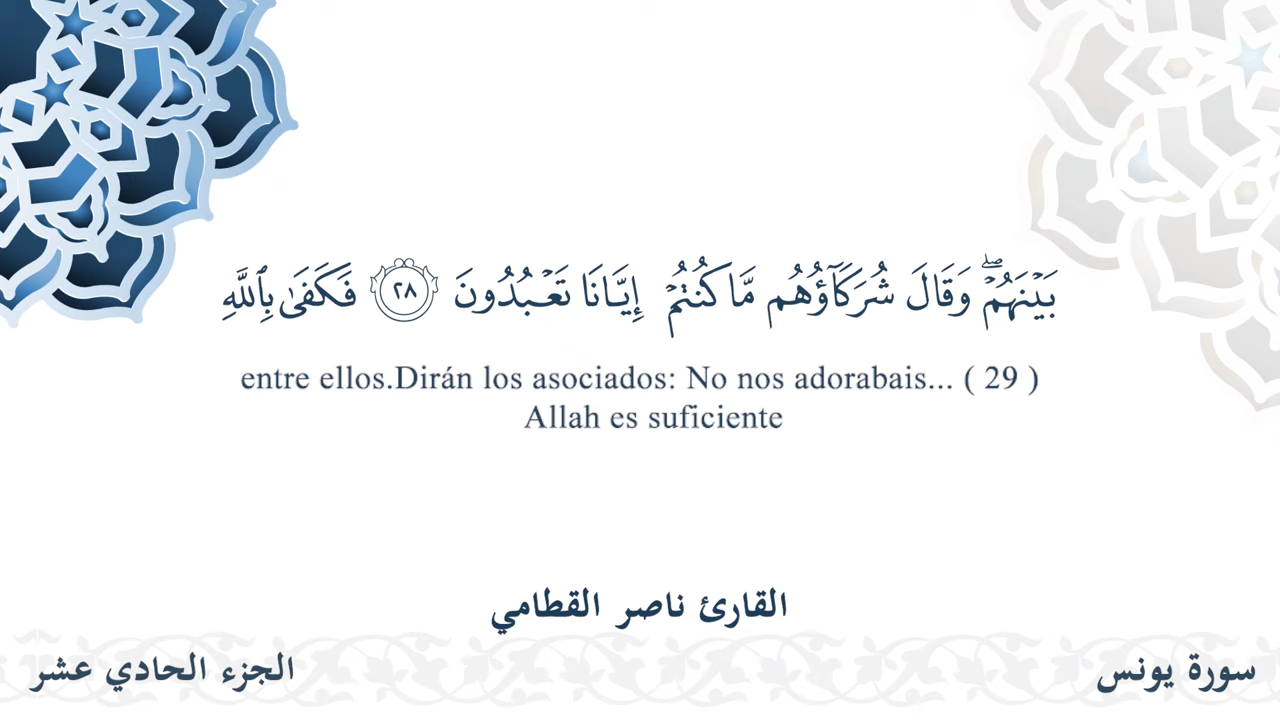 بَيْنَهُمْ ۖ وَقَالَ شُرَكَآؤُهُم مَّا كُنتُمْ إِيَّانَا تَعْبُدُونَ ٢٨ فَكَفَىٰ بِٱللَّهِ
entre ellos.Dirán los asociados: No nos adorabais... ( 29 )
Allah es suficiente
القارئ ناصر القطامي
سورة يونس
الجزء الحادي عشر